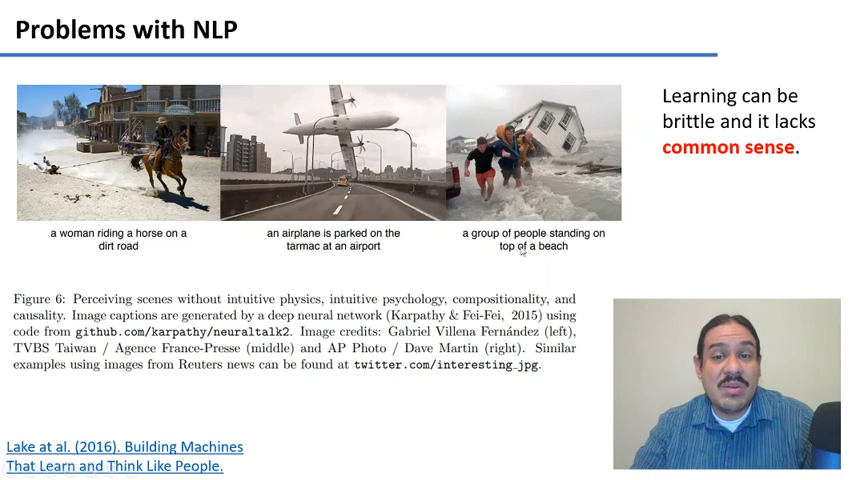 Problems with NLP
Learning can be
brittle and it lacks
common sense.
a woman riding a horse on a
dirt road
an airplane is parked on the
tarmac at an airport
a group of people standing on
top of a beach
Figure 6: Perceiving scenes without intuitive physics, intuitive psychology, compositionality, and
causality. Image captions are generated by a deep neural network (Karpathy & Fei-Fei, 2015) using
code from github.com/karpathy/neuraltalk2. Image credits: Gabriel Villena Fernández (left),
TVBS Taiwan / Agence France-Presse (middle) and AP Photo / Dave Martin (right). Similar
examples using images from Reuters news can be found at twitter.com/interesting_jpg.
Lake at al. (2016). Building Machines
That Learn and Think Like People.